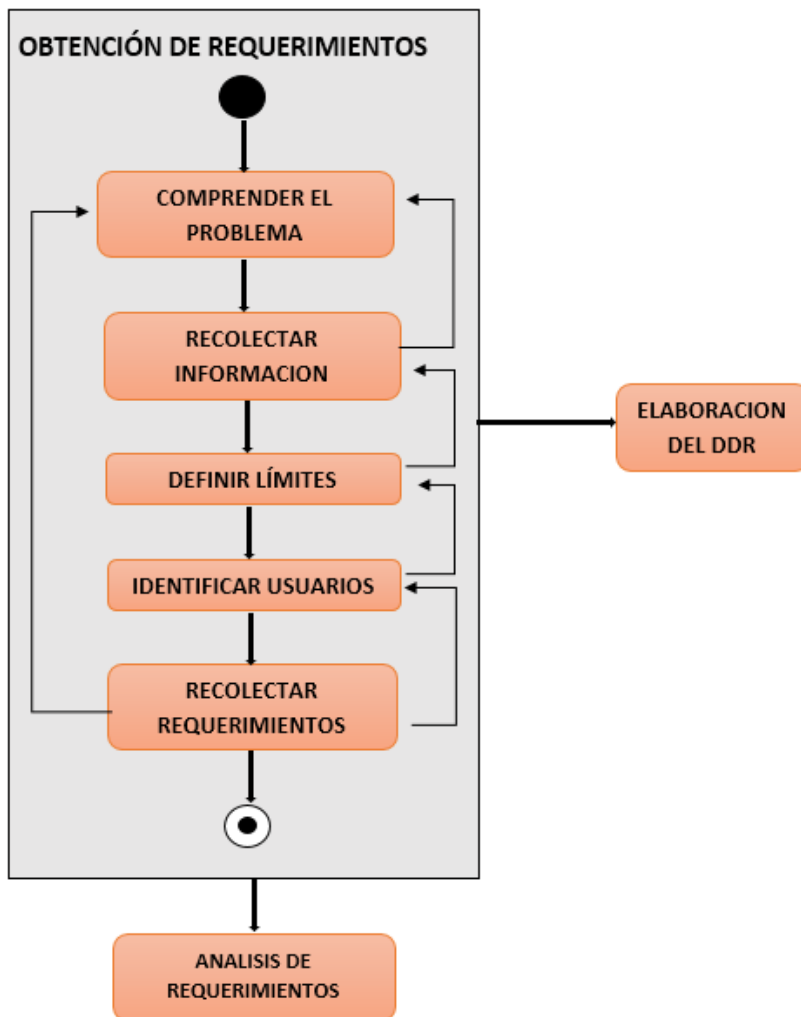 OBTENCIÓN DE REQUERIMIENTOS
COMPRENDER EL
PROBLEMA
RECOLECTAR
INFORMACION
DEFINIR LÍMITES
IDENTIFICAR USUARIOS
RECOLECTAR
REQUERIMIENTOS
ELABORACION
DEL DDR
ANALISIS DE
REQUERIMIENTOS